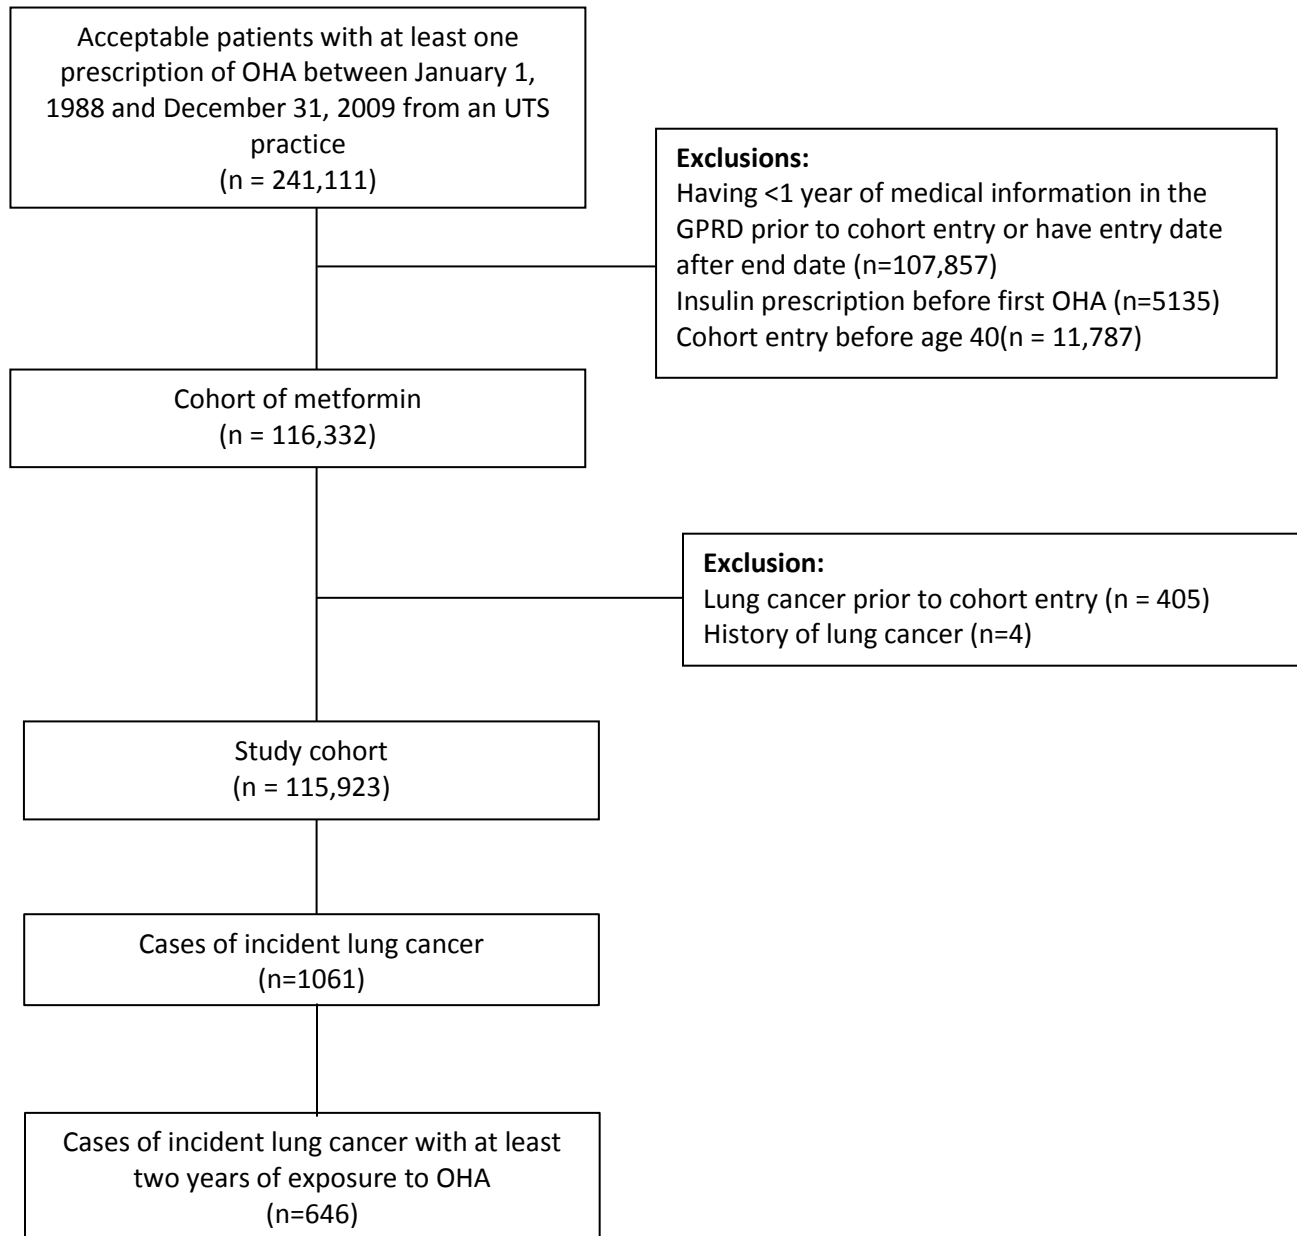 Acceptable patients with at least one
prescription of OHA between January 1,
1988 and December 31, 2009 from an UTS
practice
(n = 241,111)
Exclusions:
Having <1 year of medical information in the
GPRD prior to cohort entry or have entry date
after end date (n=107,857)
Insulin prescription before first OHA (n=5135)
Cohort entry before age 40(n = 11,787)
Cohort of metformin
(n = 116,332)
Exclusion:
Lung cancer prior to cohort entry (n = 405)
History of lung cancer (n=4)
Study cohort
(n = 115,923)
Cases of incident lung cancer
(n=1061)
Cases of incident lung cancer with at least
two years of exposure to OHA
(n=646)